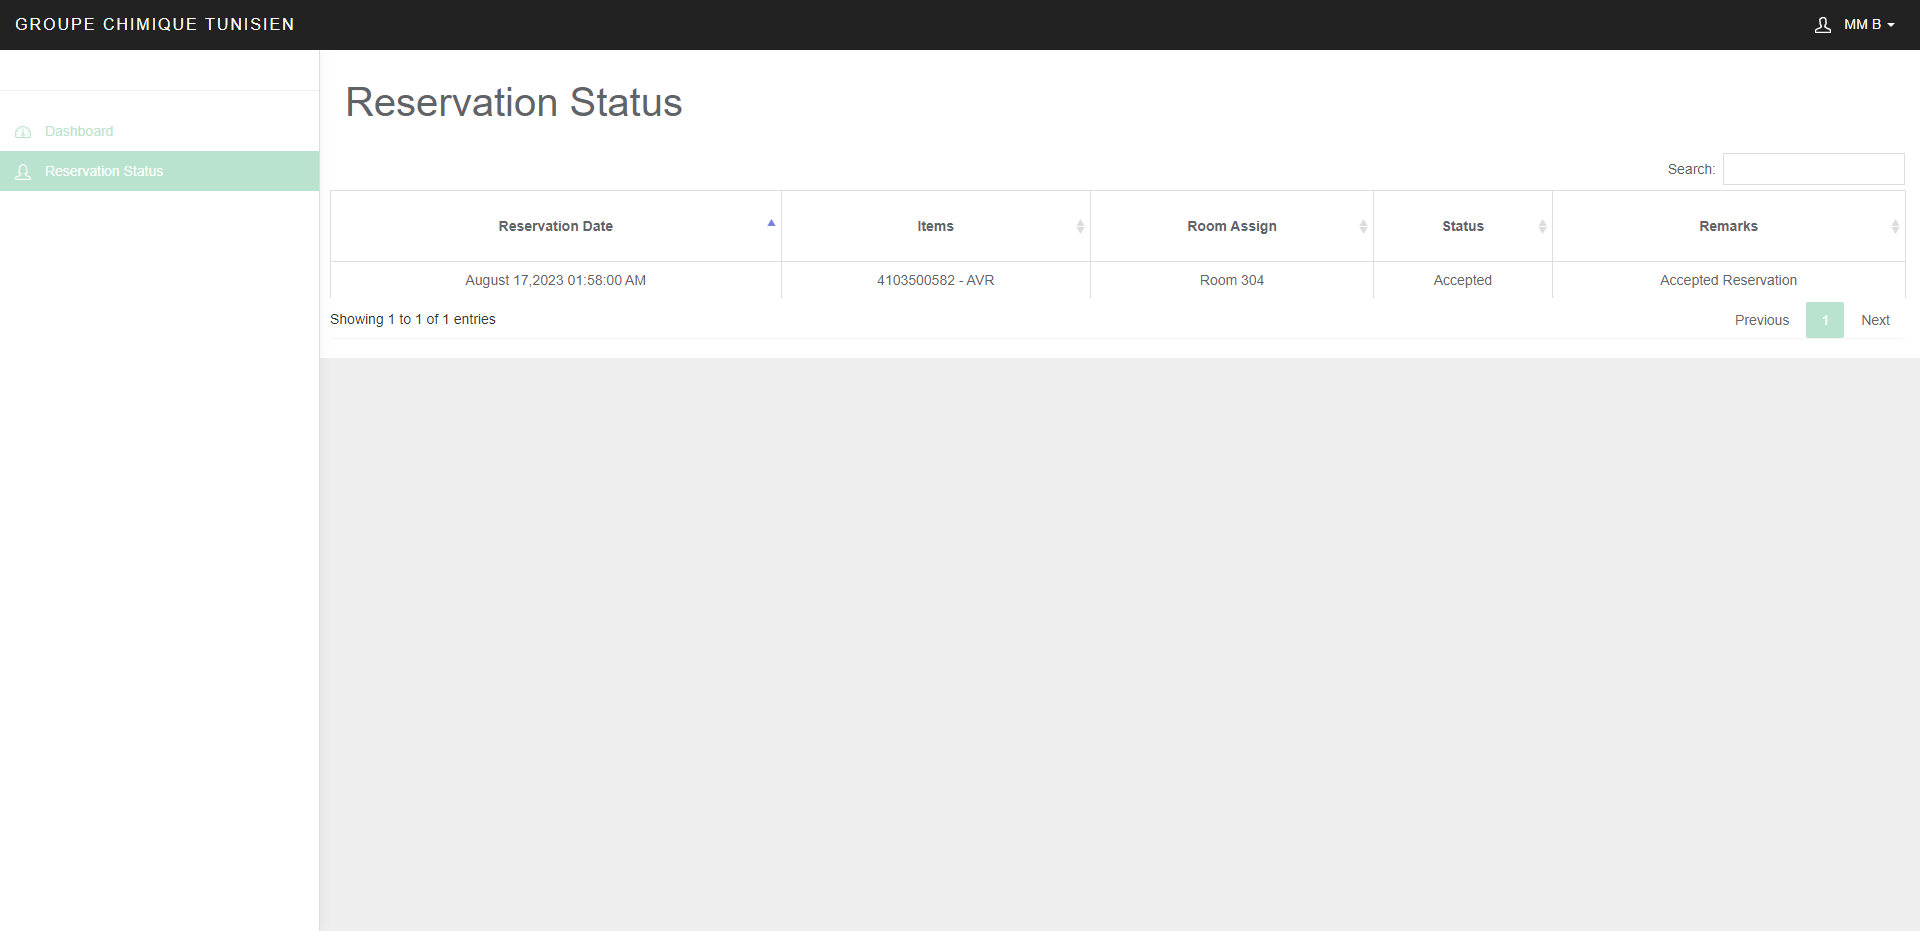 GROUPE CHIMIQUE TUNISIEN
MM B
Dashboard
Reservation Status
Reservation Status
Search:
Reservation Date Items Room Assign Status Remarks
August 17,2023 01:58:00 AM 4103500582 - AVR Room 304 Accepted Accepted Reservation
Showing 1 to 1 of 1 entries
Previous 1 Next